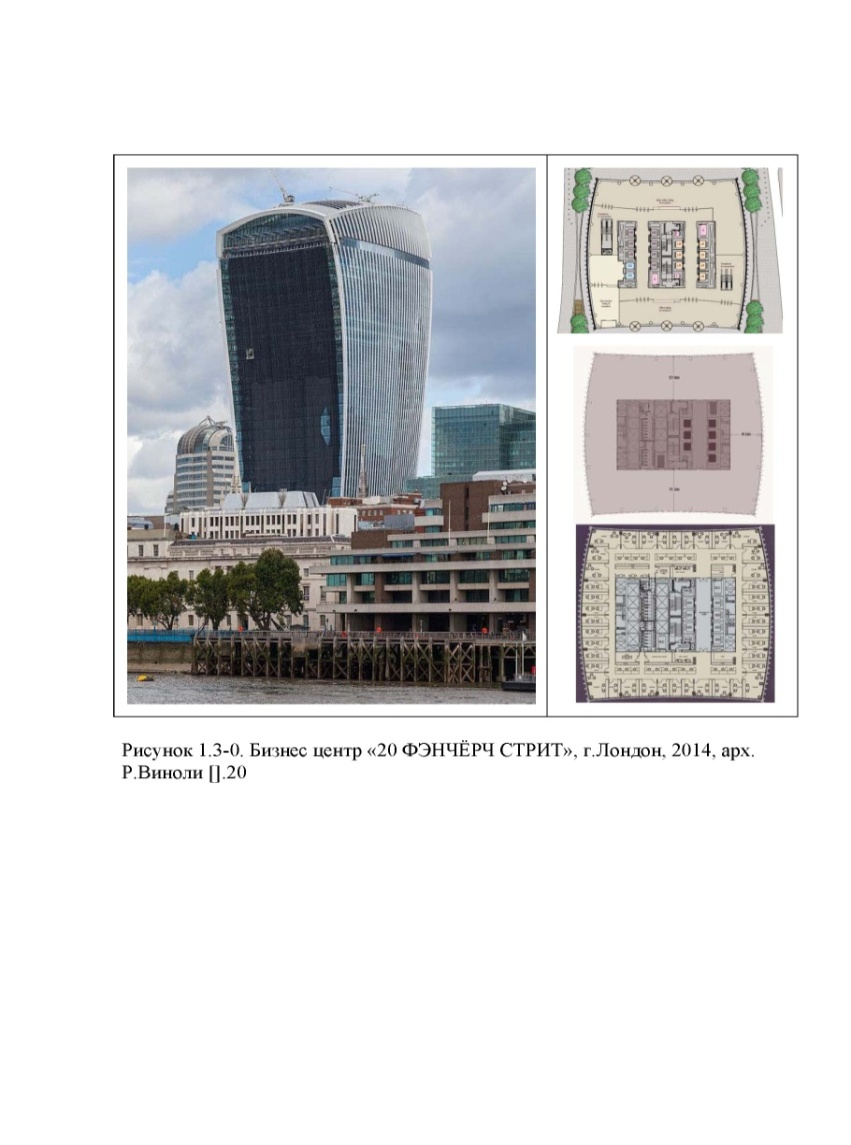 Рисунок 1.3-0. Бизнес центр «20 ФЭНЧЁРЧ СТРИТ», г.Лондон, 2014, арх.
Р.Виноли [].20